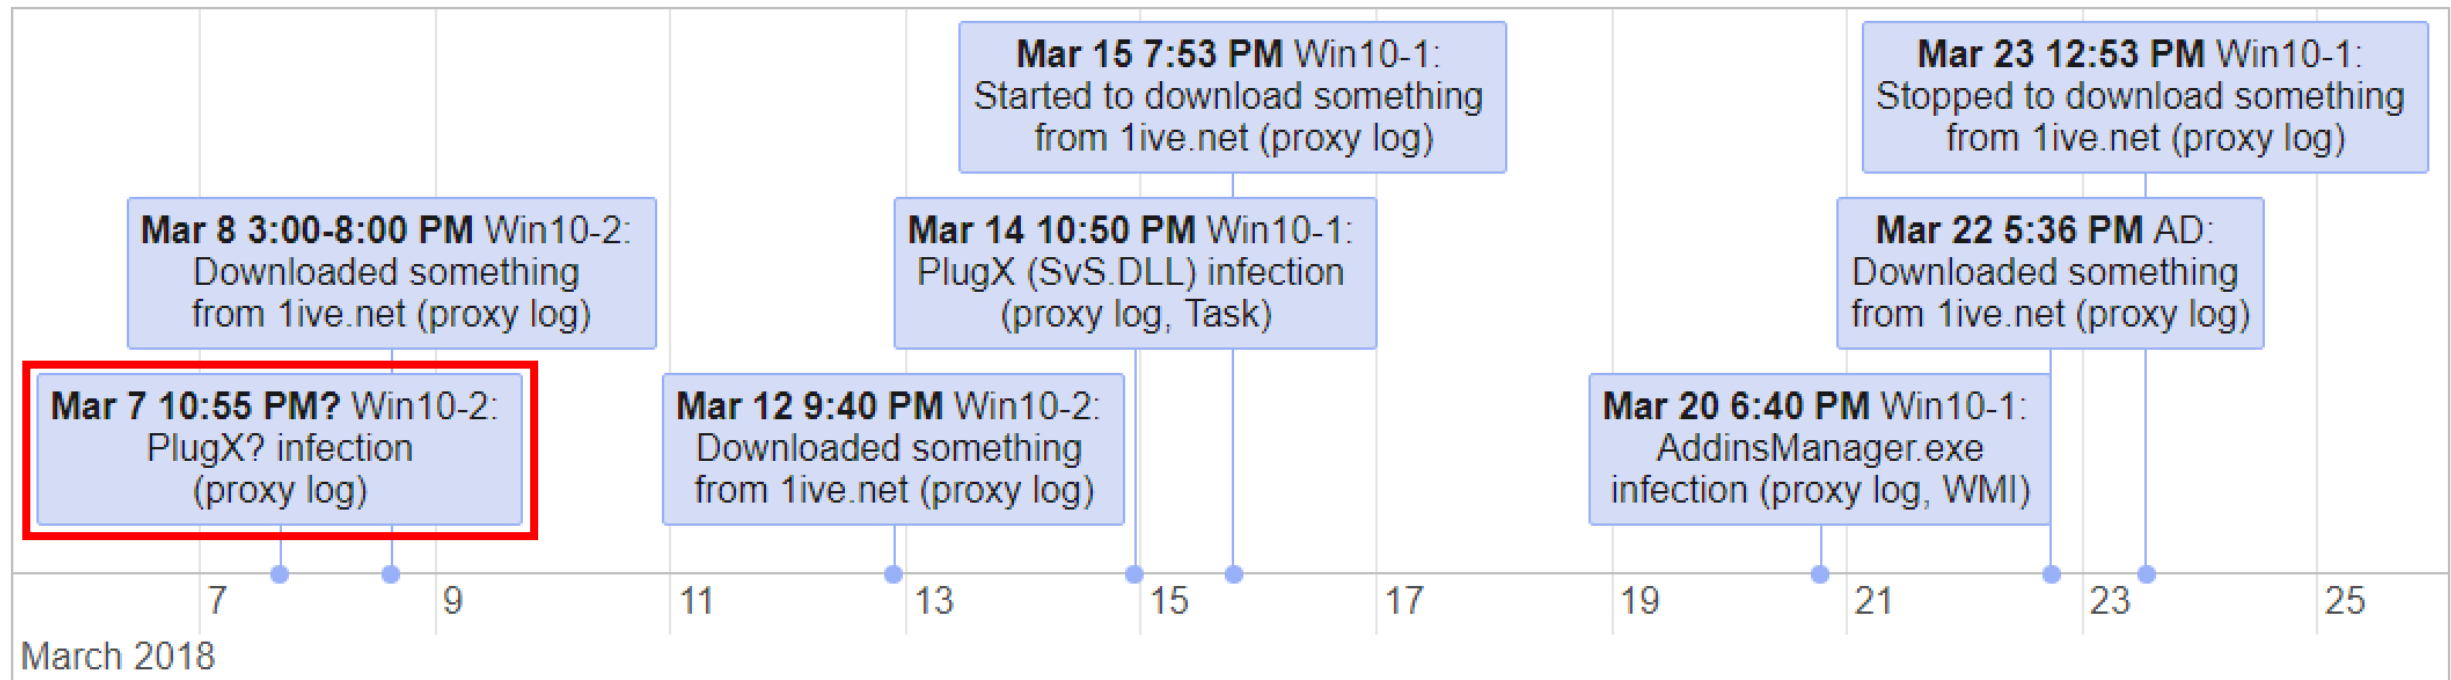 Mar 15 7:53 PM Win10-1:
Started to download something
from 1ive.net (proxy log)
Mar 23 12:53 PM Win10-1:
Stopped to download something
from 1ive.net (proxy log)
Mar 8 3:00-8:00 PM Win10-2:
Downloaded something
from 1ive.net (proxy log)
Mar 14 10:50 PM Win10-1:
PlugX (SvS.DLL) infection
(proxy log, Task)
Mar 22 5:36 PM AD:
Downloaded something
from 1ive.net (proxy log)
Mar 7 10:55 PM? Win10-2:
PlugX? infection
(proxy log)
Mar 12 9:40 PM Win10-2:
Downloaded something
from 1ive.net (proxy log)
Mar 20 6:40 PM Win10-1:
AddinsManager.exe
infection (proxy log, WMI)
7 9 11 13 15 17 19 21 23 25
March 2018